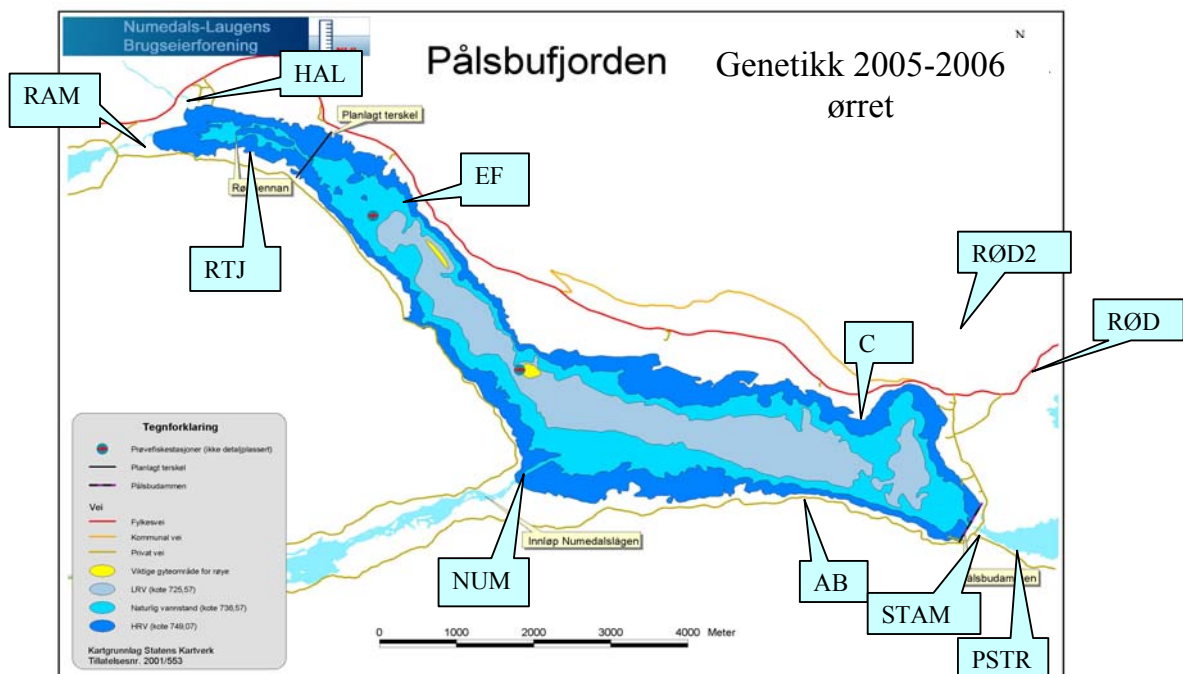 Numedals-Laugens
Brugseierforening
Pålsbufjorden
Genetikk 2005-2006
ørret
N
HAL
RAM
Planlagt terskel
EF
RTJ
RØD2
RØD
C
Tegnforklaring
Prøvefiskestasjoner (ikke detaljplassert)
Planlagt terskel
Pålsbudammen
Vei
Fylkesvei
Kommunal vei
Privat vei
Viktige gyteområde for røye
LRV (kote 725,57)
Naturlig vannstand (kote 736,57)
HRV (kote 749,07)
Kartgrunnlag Statens Kartverk
Tillatelsesnr. 2001/553
Innløp Numedalslågen
NUM
AB
STAM
PSTR
0 1000 2000 3000 4000 Meter